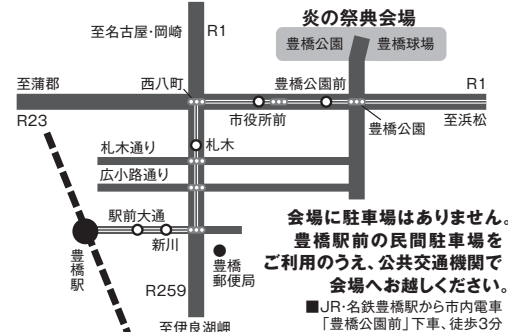 炎の祭典会場
豊橋公園 豊橋球場
至名古屋・岡崎 R1
至蒲郡 西八町 豊橋公園前 R1
R23 市役所前 豊橋公園 至浜松
札木通り 札木
広小路通り
駅前大通
新川
豊橋駅
豊橋
郵便局
R259
至伊良湖岬
会場に駐車場はありません。
豊橋駅前の民間駐車場を
ご利用のうえ、公共交通機関で
会場へお越しください。
■JR・名鉄豊橋駅から市内電車
「豊橋公園前」下車、徒歩3分